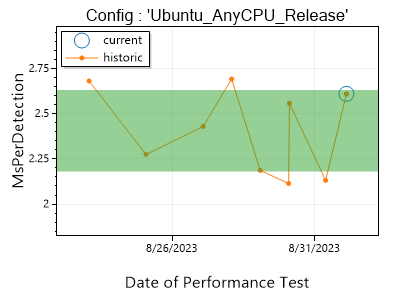 Config : 'Ubuntu_AnyCPU_Release'
current
historic
MsPerDetection
2.75
2.5
2.25
2
8/26/2023
8/31/2023
Date of Performance Test